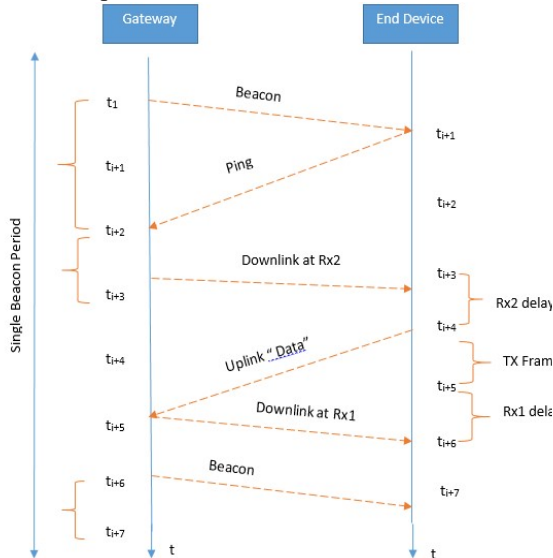 Gateway
End Device
Single Beacon Period
t1
Beacon
ti+1
ti+1
Ping
ti+2
ti+2
Downlink at Rx2
ti+3
ti+3
Rx2 delay
ti+4
Uplink “ Data”
ti+4
TX Fram
ti+5
Downlink at Rx1
ti+5
Rx1 dela
ti+6
Beacon
ti+6
ti+7
ti+7
t
t